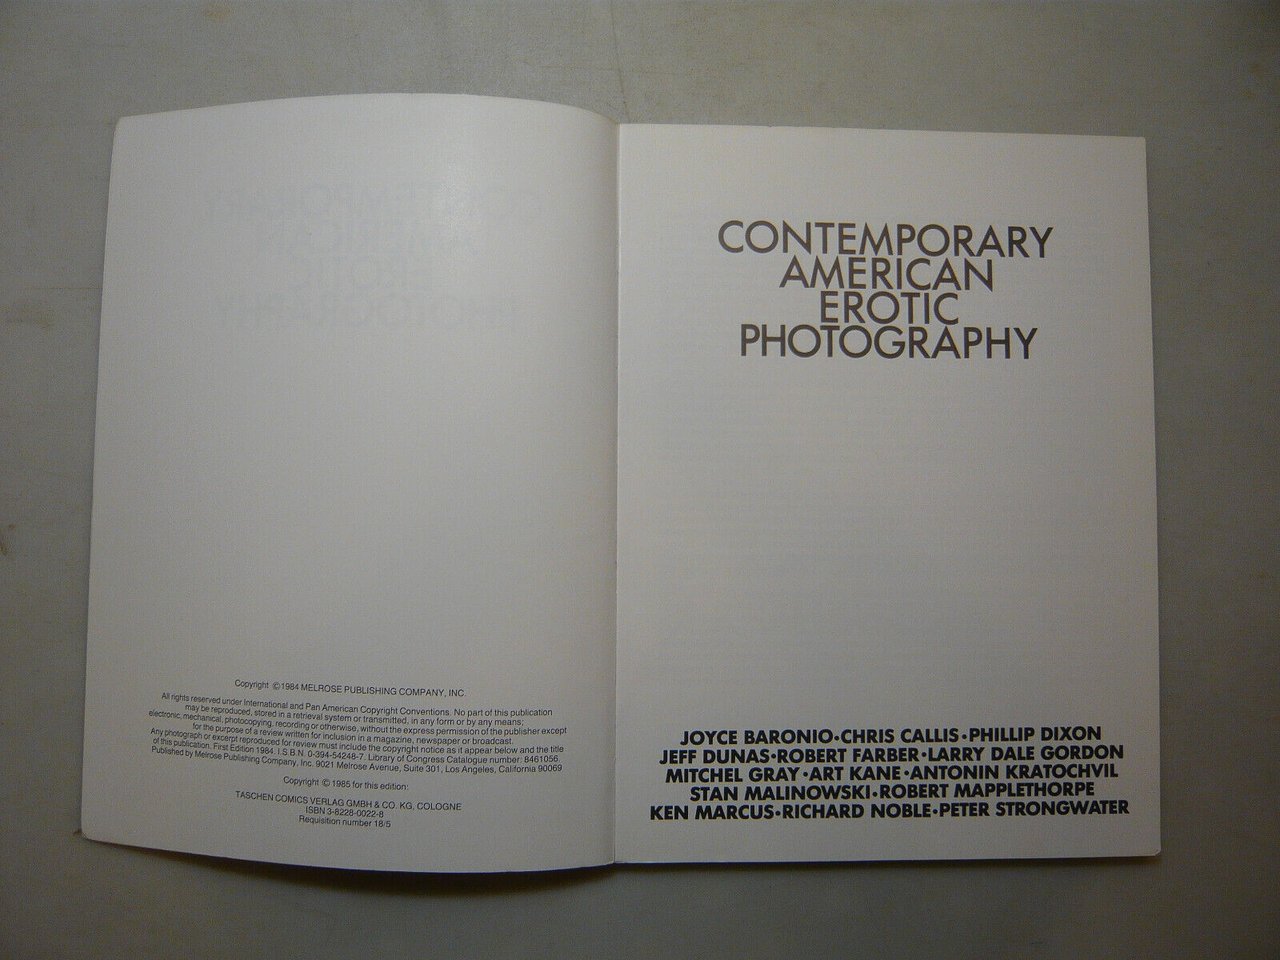 Copyright ©1984 MELROSE PUBLISHING COMPANY, INC.
All rights reserved under International and Pan American Copyright Conventions. No part of this publication
may be reproduced, stored in a retrieval system or transmitted, in any form or by any means;
electronic, mechanical, photocopying, recording or otherwise, without the express permission of the publisher except
for the purpose of a review written for inclusion in a magazine, newspaper or broadcast.
Any photograph or excerpt reproduced for review must include the copyright notice as it appear below and the title
of this publication. First Edition 1984. I.S.B.N. 0-394-54248-7. Library of Congress Catalogue number: 8461056.
Published by Melrose Publishing Company, Inc. 9021 Melrose Avenue, Suite 301, Los Angeles, California 90069
Copyright © 1985 for this edition:
TASCHEN COMICS VERLAG GMBH & CO. KG, COLOGNE
ISBN 3-8228-0022-8
Requisition number 18/5
CONTEMPORARY
AMERICAN
EROTIC
PHOTOGRAPHY
JOYCE BARONIO•CHRIS CALLIS•PHILLIP DIXON
JEFF DUNAS•ROBERT FARBER•LARRY DALE GORDON
MITCHEL GRAY•ART KANE•ANTONIN KRATOCHVIL
STAN MALINOWSKI•ROBERT MAPPLETHORPE
KEN MARCUS•RICHARD NOBLE•PETER STRONGWATER